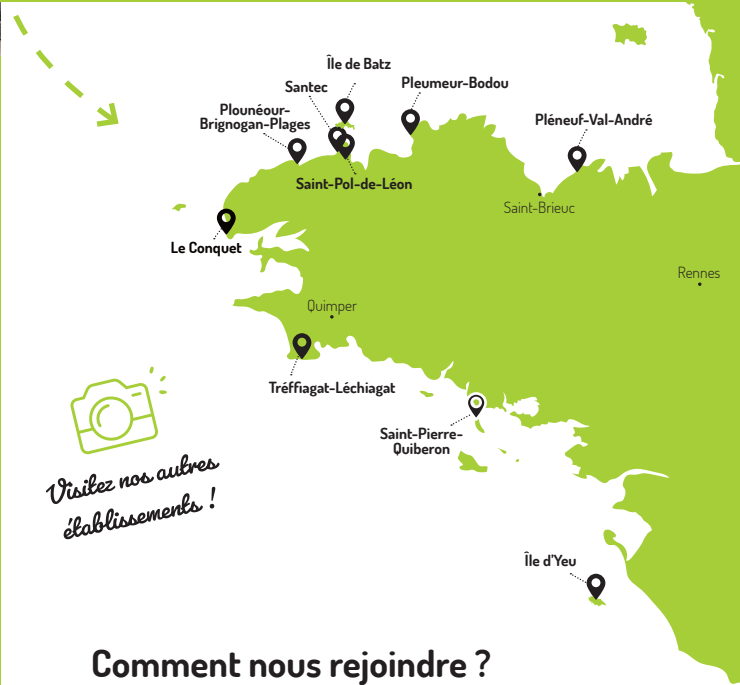 Île de Batz
Santec
Pleumeur-Bodou
Plounéour-
Brignogan-Plages
Pléneuf-Val-André
Saint-Pol-de-Léon
Saint-Brieuc
Le Conquet
Rennes
Quimper
Tréffiagat-Léchiagat
Saint-Pierre-
Quiberon
Visitez nos autres
établissements !
Île d'Yeu
Comment nous rejoindre ?